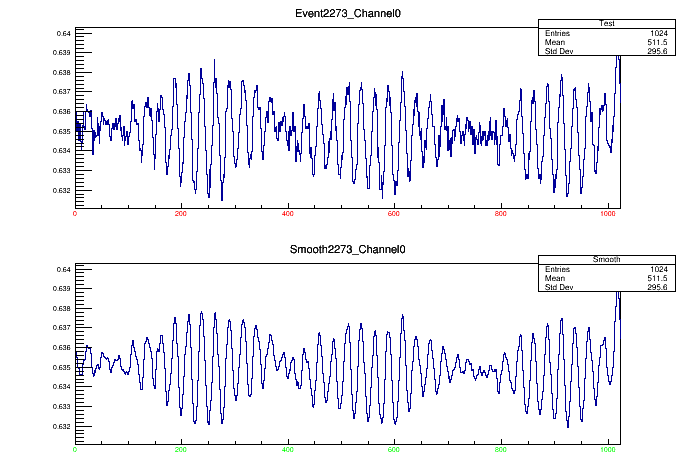 Event2273_Channel0
Test
Entries 1024
Mean 511.5
Std Dev 295.6
0.64
0.639
0.638
0.637
0.636
0.635
0.634
0.633
0.632
0 200 400 600 800 1000
Smooth2273_Channel0
Smooth
Entries 1024
Mean 511.5
Std Dev 295.6
0.64
0.639
0.638
0.637
0.636
0.635
0.634
0.633
0.632
0 200 400 600 800 1000